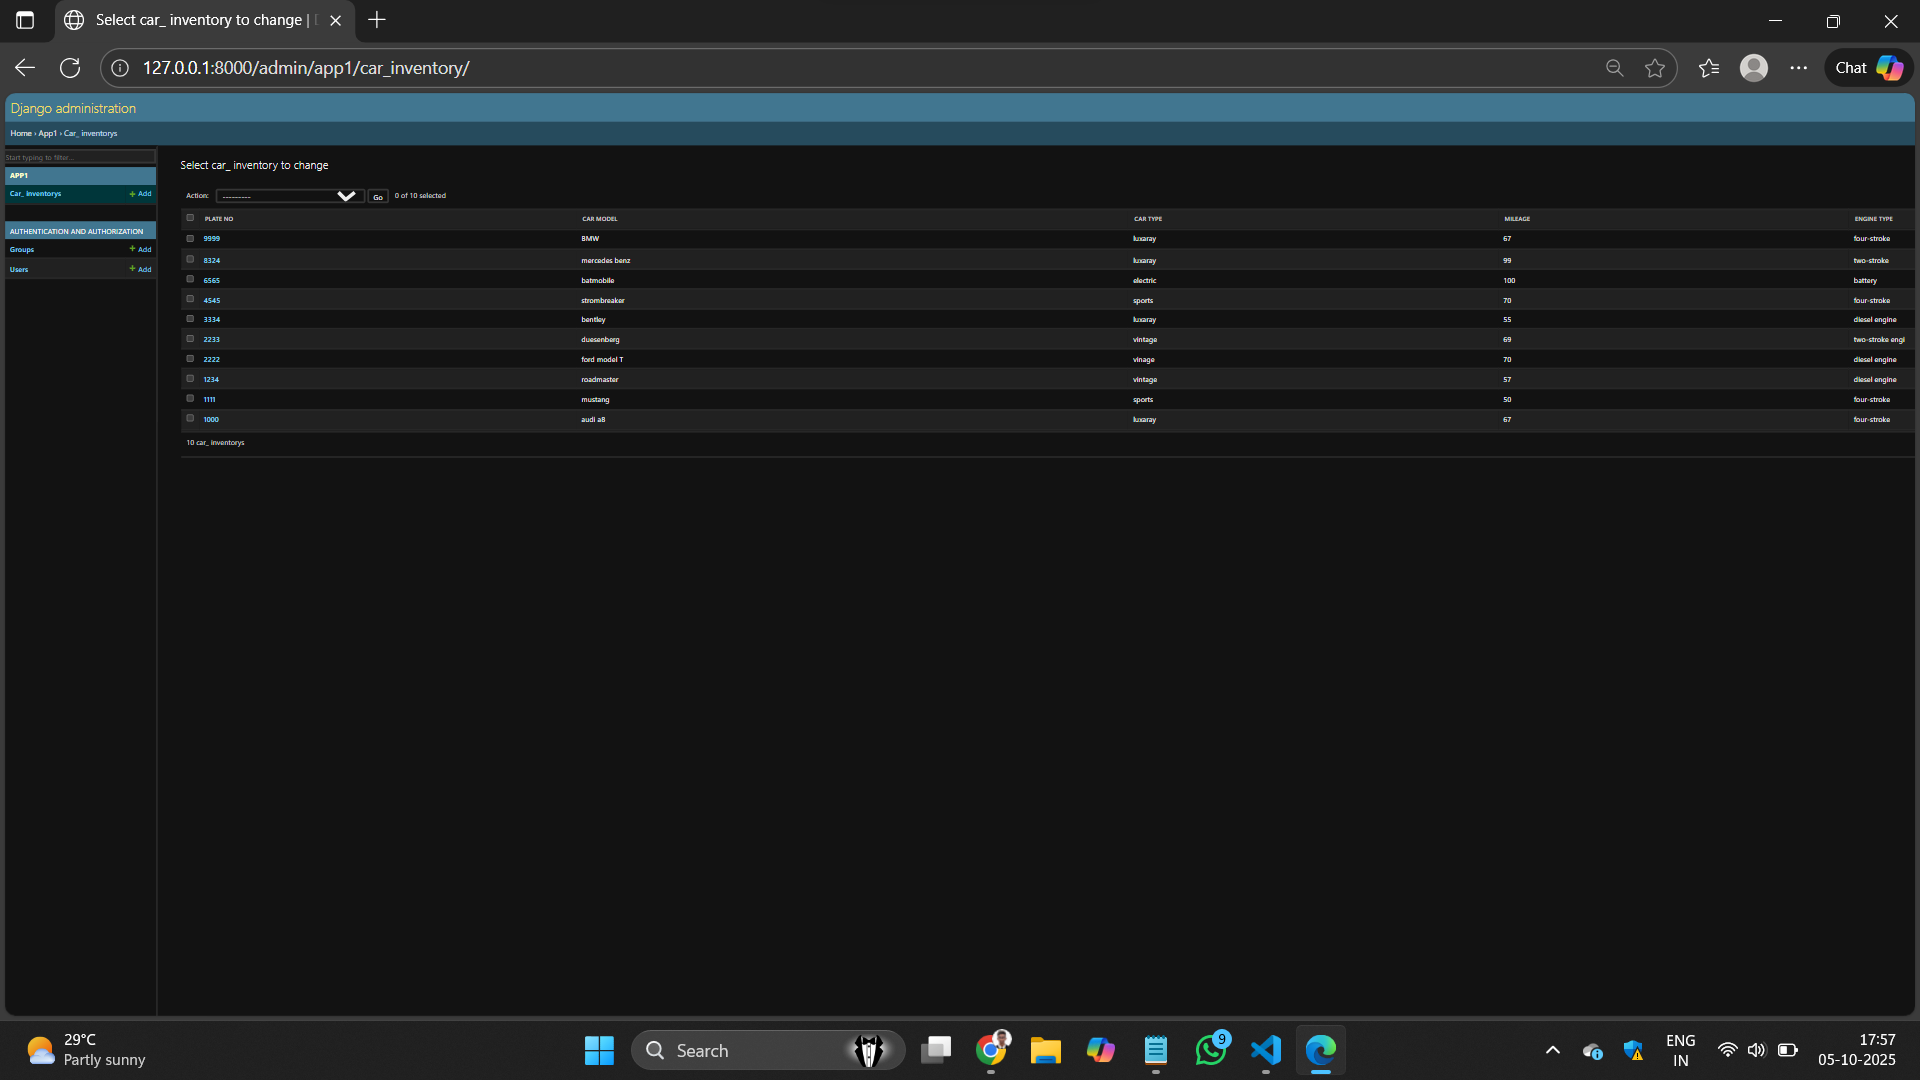 Select car_ inventory to change |
127.0.0.1:8000/admin/app1/car_inventory/
Chat
Django administration
Home › App1 › Car_ inventorys
Start typing to filter...
APP1
Car_ inventorys + Add
AUTHENTICATION AND AUTHORIZATION
Groups + Add
Users + Add
Select car_ inventory to change
Action: --------- Go 0 of 10 selected
PLATE NO CAR MODEL CAR TYPE MILEAGE ENGINE TYPE
9999 BMW luxaray 67 four-stroke
8324 mercedes benz luxaray 99 two-stroke
6565 batmobile electric 100 battery
4545 strombreaker sports 70 four-stroke
3334 bentley luxaray 55 diesel engine
2233 duesenberg vintage 69 two-stroke engi
2222 ford model T vinage 70 diesel engine
1234 roadmaster vintage 57 diesel engine
1111 mustang sports 50 four-stroke
1000 audi a8 luxaray 67 four-stroke
10 car_ inventorys
29°C
Partly sunny
Search
9
ENG
IN
17:57
05-10-2025